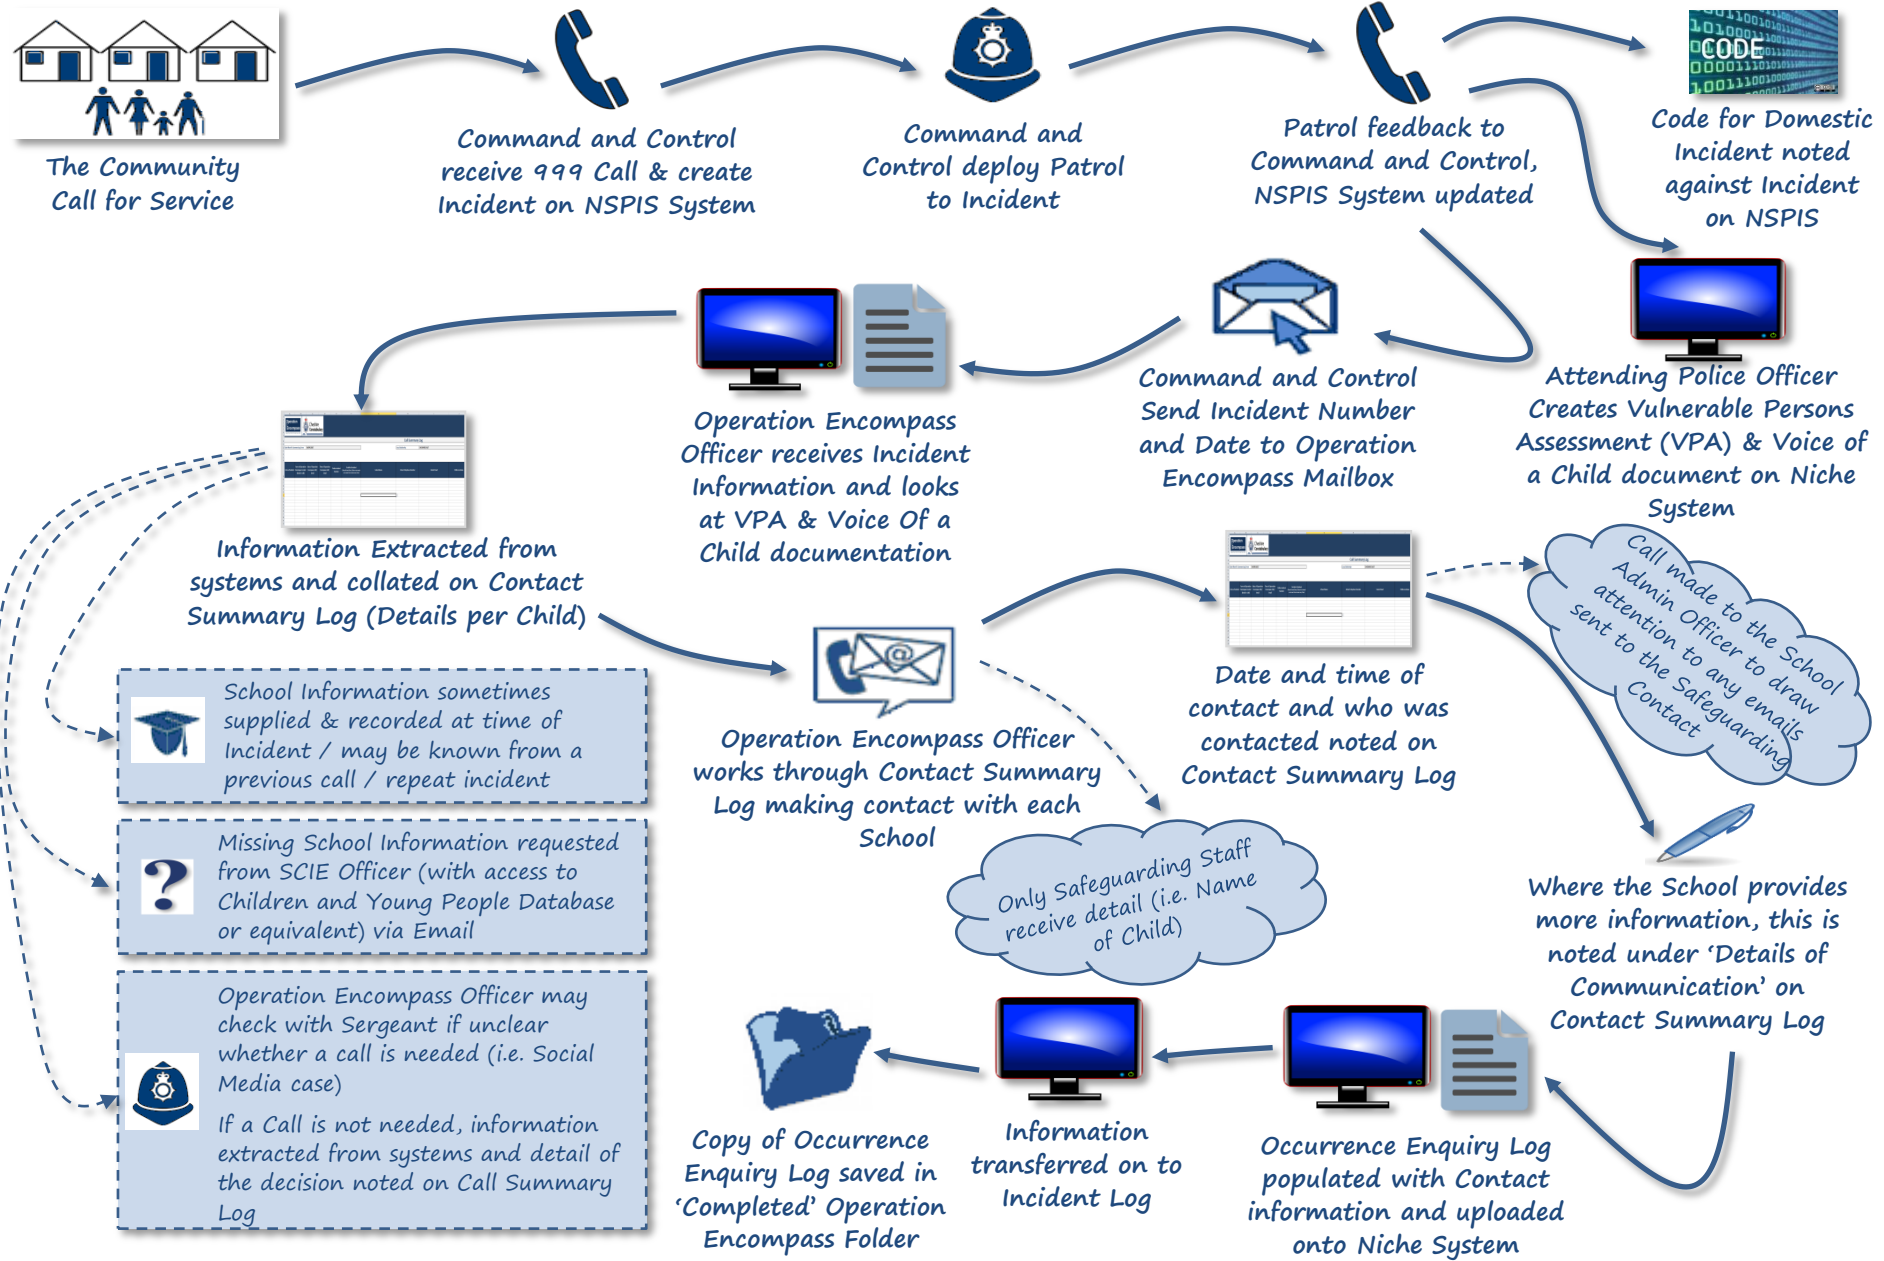 The Community
Call for Service
Command and Control
receive 999 Call & create
Incident on NSPIS System
Command and
Control deploy Patrol
to Incident
Patrol feedback to
Command and Control,
NSPIS System updated
CODE
Code for Domestic
Incident noted
against Incident
on NSPIS
Attending Police Officer
Creates Vulnerable Persons
Assessment (VPA) & Voice of
a Child document on Niche
System
Command and Control
Send Incident Number
and Date to Operation
Encompass Mailbox
Operation Encompass
Officer receives Incident
Information and looks
at VPA & Voice Of a
Child documentation
Information Extracted from
systems and collated on Contact
Summary Log (Details per Child)
School Information sometimes
supplied & recorded at time of
Incident / may be known from a
previous call / repeat incident
Missing School Information requested
from SCIE Officer (with access to
Children and Young People Database
or equivalent) via Email
Operation Encompass Officer may
check with Sergeant if unclear
whether a call is needed (i.e. Social
Media case)
If a Call is not needed, information
extracted from systems and detail of
the decision noted on Call Summary
Log
@
Operation Encompass Officer
works through Contact Summary
Log making contact with each
School
Only Safeguarding Staff
receive detail (i.e. Name
of Child)
Date and time of
contact and who was
contacted noted on
Contact Summary Log
Call made to the School
Admin Officer to draw
attention to any emails
sent to the Safeguarding
Contact
Where the School provides
more information, this is
noted under ‘Details of
Communication’ on
Contact Summary Log
Occurrence Enquiry Log
populated with Contact
information and uploaded
onto Niche System
Information
transferred on to
Incident Log
Copy of Occurrence
Enquiry Log saved in
‘Completed’ Operation
Encompass Folder